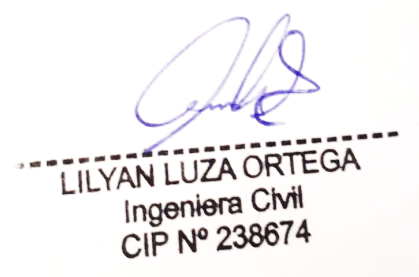 LILYAN LUZA ORTEGA
Ingeniera Civil
CIP Nº 238674